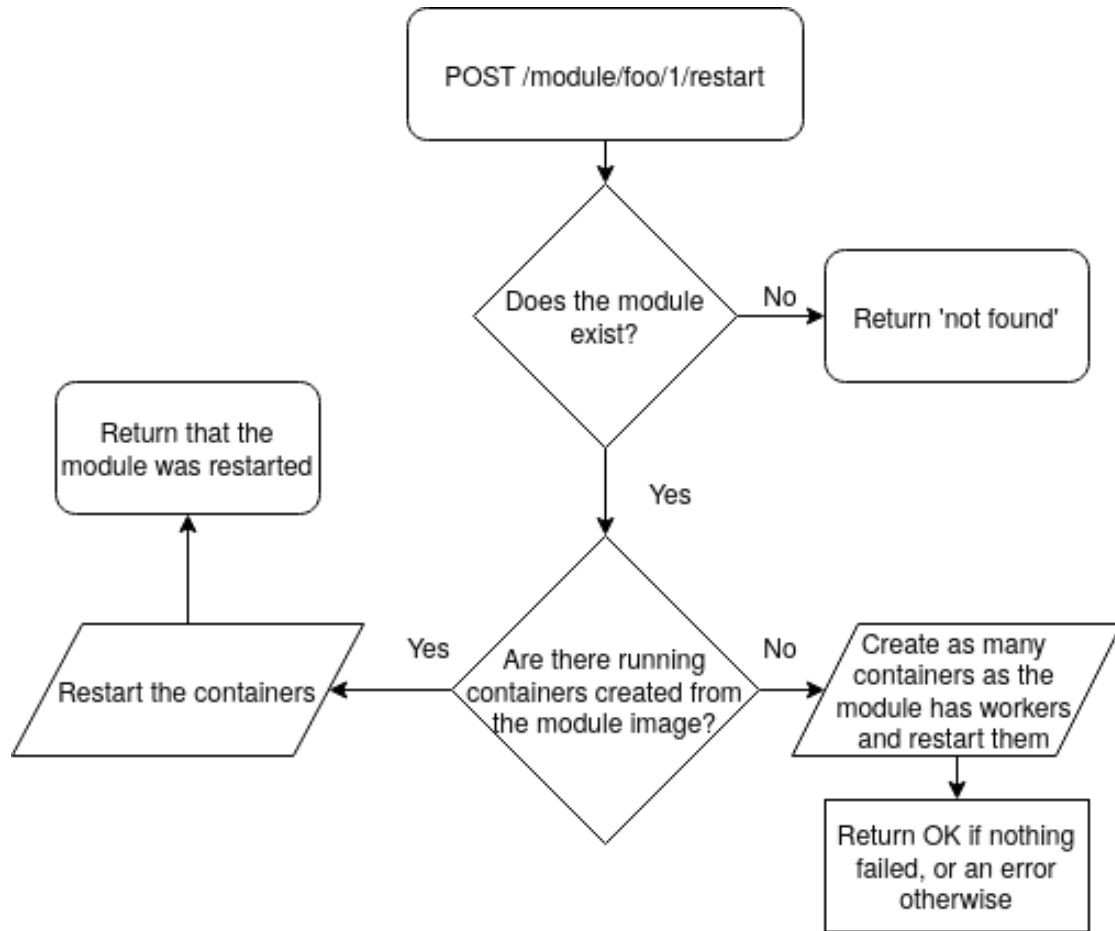 POST /module/foo/1/restart
Does the module
exist?
No
Return 'not found'
Return that the
module was restarted
Yes
Restart the containers
Yes
Are there running
containers created from
the module image?
No
Create as many
containers as the
module has workers
and restart them
Return OK if nothing
failed, or an error
otherwise